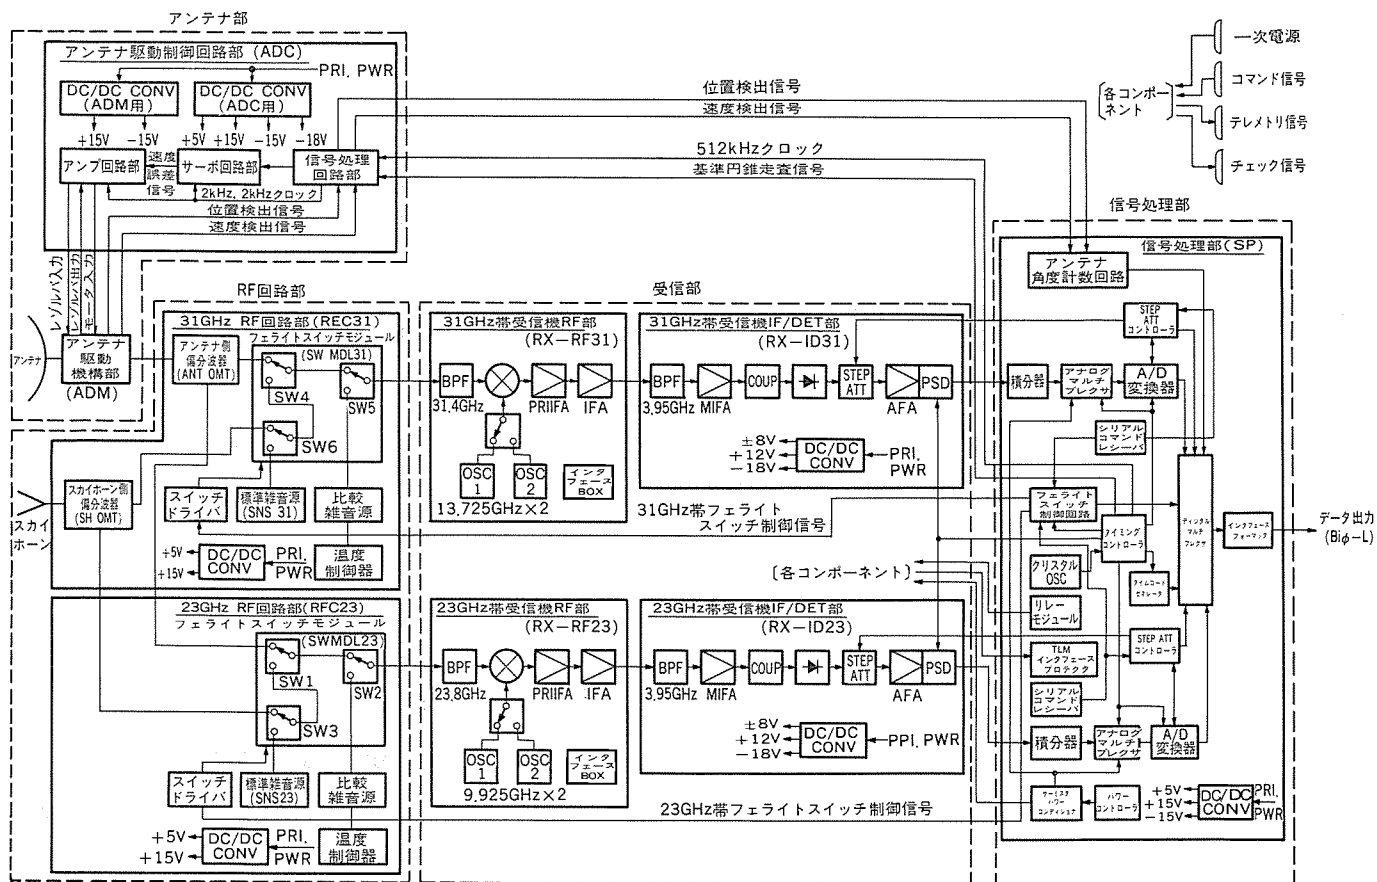 アンテナ部
アンテナ駆動制御回路部(ADC)
PRI, PWR
DC/DC CONV
(ADM用)
DC/DC CONV
(ADC用)
+15V
-15V
+5V
+15V
-15V
-18V
アンプ回路部
速度
誤差
信号
サーボ回路部
信号処理
回路部
2kHz, 2kHzクロック
位置検出信号
速度検出信号
レゾルバ入力
レゾルバ出力
モータ入力
アンテナ
アンテナ
駆動
機構部
(ADM)
位置検出信号
速度検出信号
512kHzクロック
基準円錐走査信号
一次電源
コマンド信号
テレメトリ信号
チェック信号
各コンポー
ネント
RF回路部
31GHz RF回路部(REC31)
フェライトスイッチモジュール
(SW MDL31)
アンテナ側
偏分波器
(ANT OMT)
SW4
SW5
SW6
スカイ
ホーン
スカイホーン側
偏分波器
(SH OMT)
スイッチ
ドライバ
標準雑音源
(SNS 31)
比較
雑音源
温度
制御器
+5V
+15V
DC/DC
CONV
PRI,
PWR
23GHz RF回路部(RFC23)
フェライトスイッチモジュール
(SWMDL23)
SW1
SW2
SW3
スイッチ
ドライバ
標準雑音源
(SNS23)
比較
雑音源
温度
制御器
+5V
+15V
DC/DC
CONV
PRI,
PWR
受信部
31GHz帯受信機RF部
(RX-RF31)
BPF
31.4GHz
PRIIFA
IFA
OSC
1
OSC
2
インタ
フェース
BOX
13.725GHz×2
31GHz帯受信機IF/DET部
(RX-ID31)
BPF
3.95GHz
MIFA
COUP
STEP
ATT
AFA
PSD
±8V
+12V
-18V
DC/DC
CONV
PRI,
PWR
31GHz帯フェライト
スイッチ制御信号
〔各コンポーネント〕
23GHz帯受信機RF部
(RX-RF23)
BPF
23.8GHz
PRIIFA
IFA
OSC
1
OSC
2
インタ
フェース
BOX
9.925GHz×2
23GHz帯受信機IF/DET部
(RX-ID23)
BPF
3.95GHz
MIFA
COUP
STEP
ATT
AFA
PSD
±8V
+12V
-18V
DC/DC
CONV
PPI, PWR
23GHz帯フェライトスイッチ制御信号
信号処理部
信号処理部(SP)
アンテナ
角度計数回路
STEP
ATT
コントローラ
積分器
アナログ
マルチ
プレクサ
A/D
変換器
シリアル
コマンド
レシーバ
フェライト
スイッチ
制御回路
タイミング
コントローラ
クリスタル
OSC
タイムコード
ゼネレータ
リレー
モジュール
TLM
インタフェース
プロテクタ
シリアル
コマンド
レシーバ
STEP ATT
コントローラ
積分器
アナログ
マルチ
プレクサ
A/D
変換器
サーミスタ
パワー
コンディショナ
パワー
コントローラ
+5V
+15V
-15V
DC/DC
CONV
PRI,
PWR
ディジタル
マルチ
プレクサ
インタフェース
フォーマッタ
データ出力
(Biφ-L)